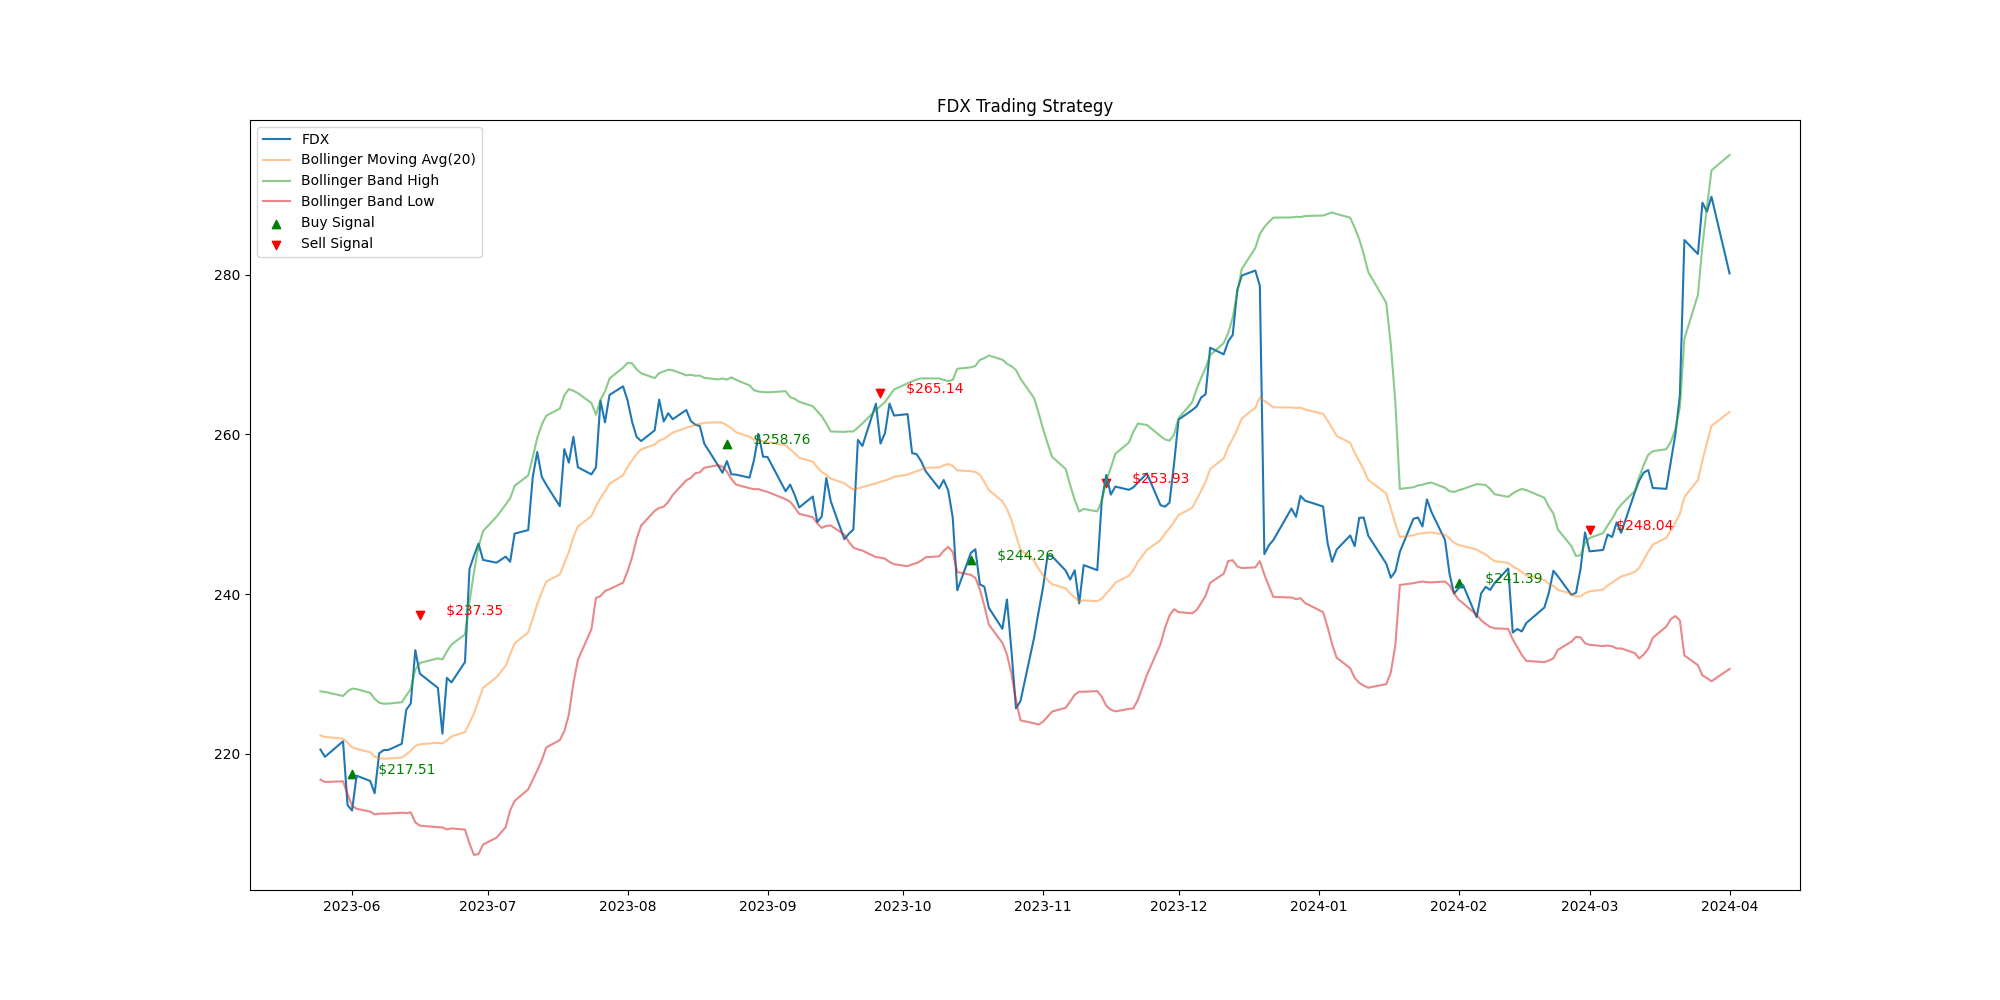 FDX Trading Strategy
FDX
Bollinger Moving Avg(20)
Bollinger Band High
Bollinger Band Low
Buy Signal
Sell Signal
280
260
240
220
$265.14
$258.76
$253.93
$244.26
$248.04
$237.35
$241.39
$217.51
2023-06 2023-07 2023-08 2023-09 2023-10 2023-11 2023-12 2024-01 2024-02 2024-03 2024-04